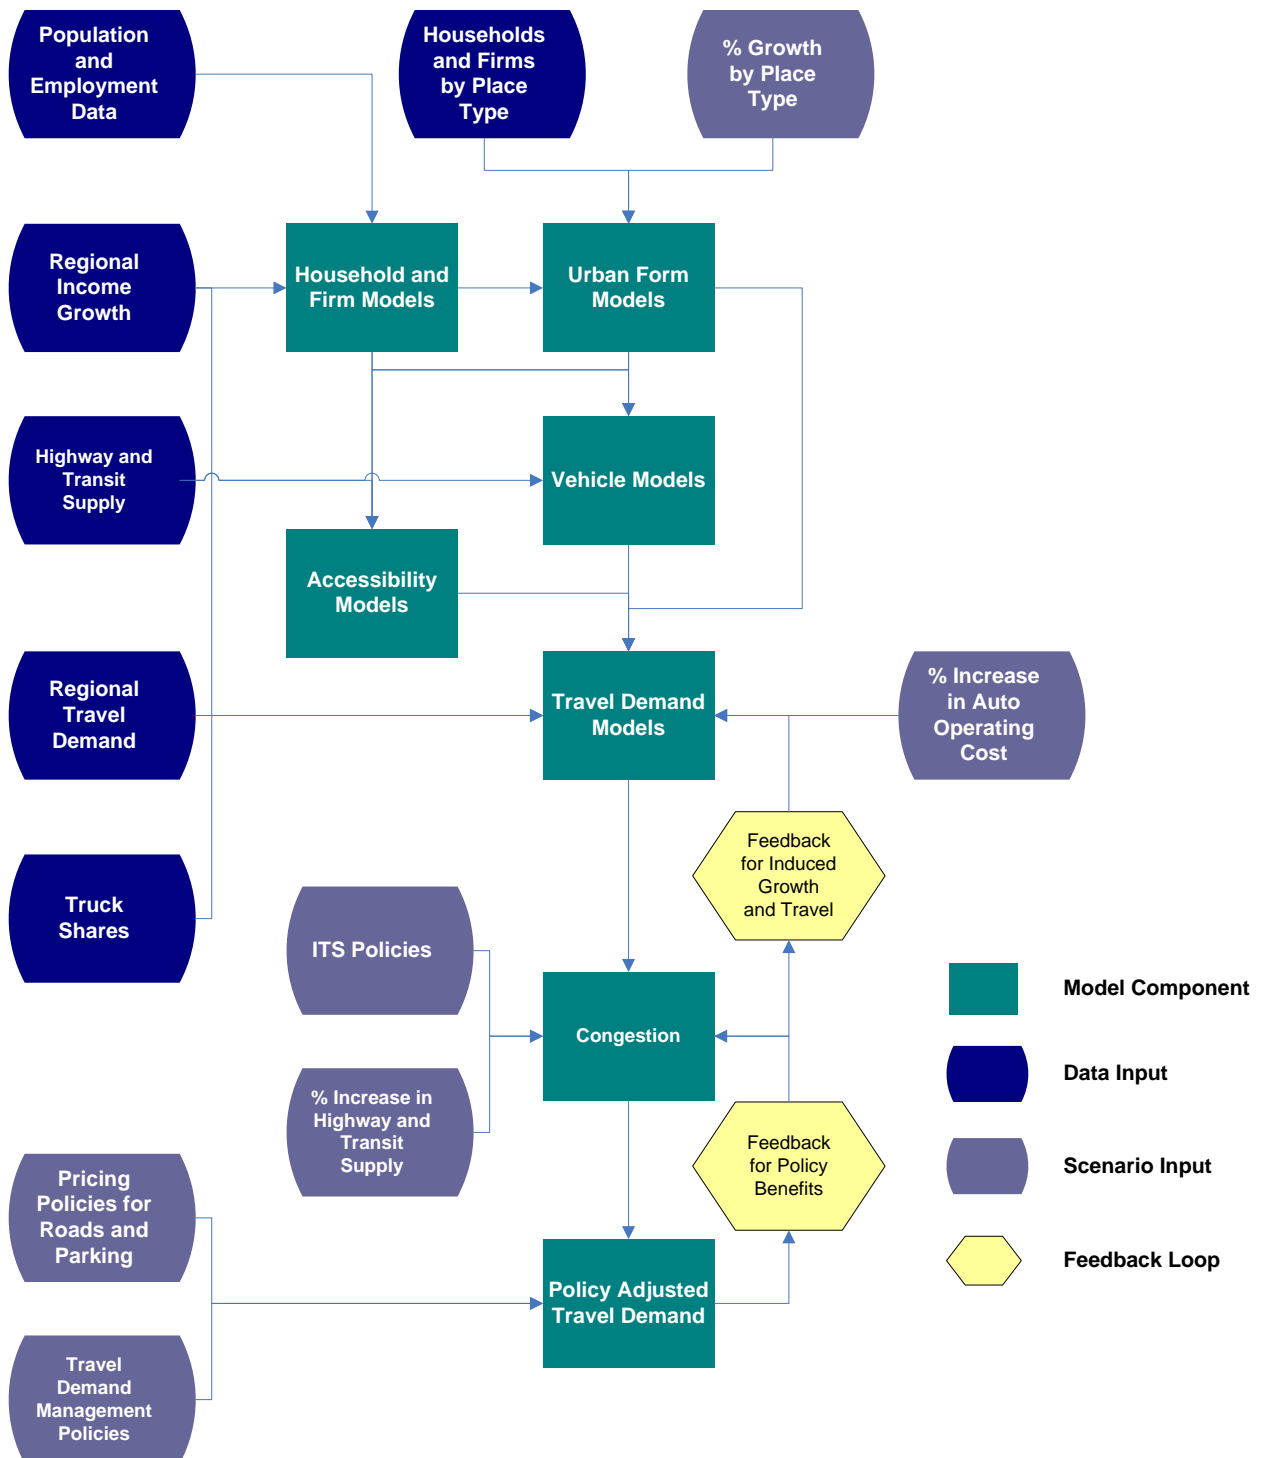 Population
and
Employment
Data
Households
and Firms
by Place
Type
% Growth
by Place
Type
Regional
Income
Growth
Household and
Firm Models
Urban Form
Models
Highway and
Transit
Supply
Vehicle Models
Accessibility
Models
Regional
Travel
Demand
Travel Demand
Models
% Increase
in Auto
Operating
Cost
Feedback
for Induced
Growth
and Travel
Truck
Shares
ITS Policies
Congestion
% Increase in
Highway and
Transit
Supply
Feedback
for Policy
Benefits
Pricing
Policies for
Roads and
Parking
Policy Adjusted
Travel Demand
Travel
Demand
Management
Policies
Model Component
Data Input
Scenario Input
Feedback Loop